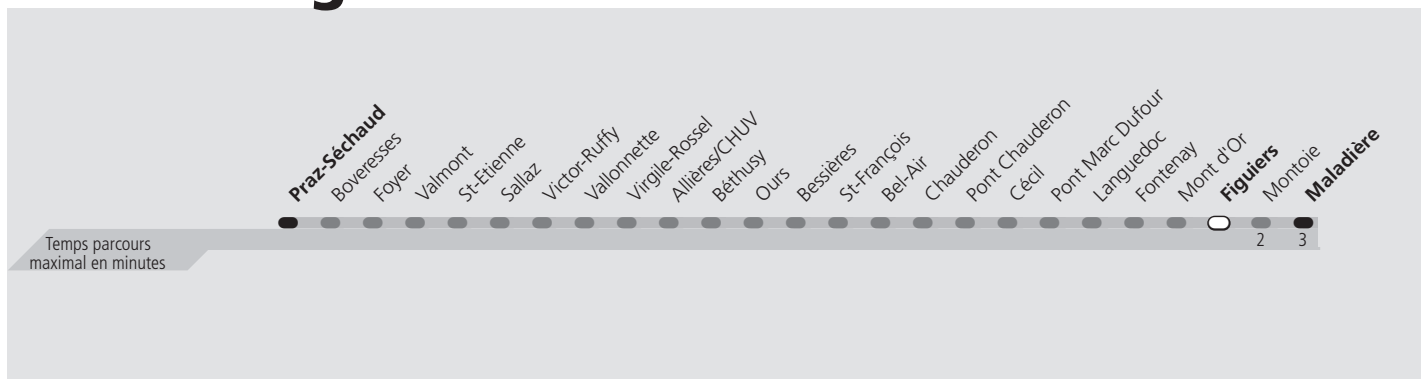 Praz-Séchaud
Boveresses
Foyer
Valmont
St-Etienne
Sallaz
Victor-Ruffy
Vallonnette
Virgile-Rossel
Allières/CHUV
Béthusy
Ours
Bessières
St-François
Bel-Air
Chauderon
Pont Chauderon
Cécil
Pont Marc Dufour
Languedoc
Fontenay
Mont d'Or
Figuiers
Montoie
Maladière
Temps parcours
maximal en minutes
2 3